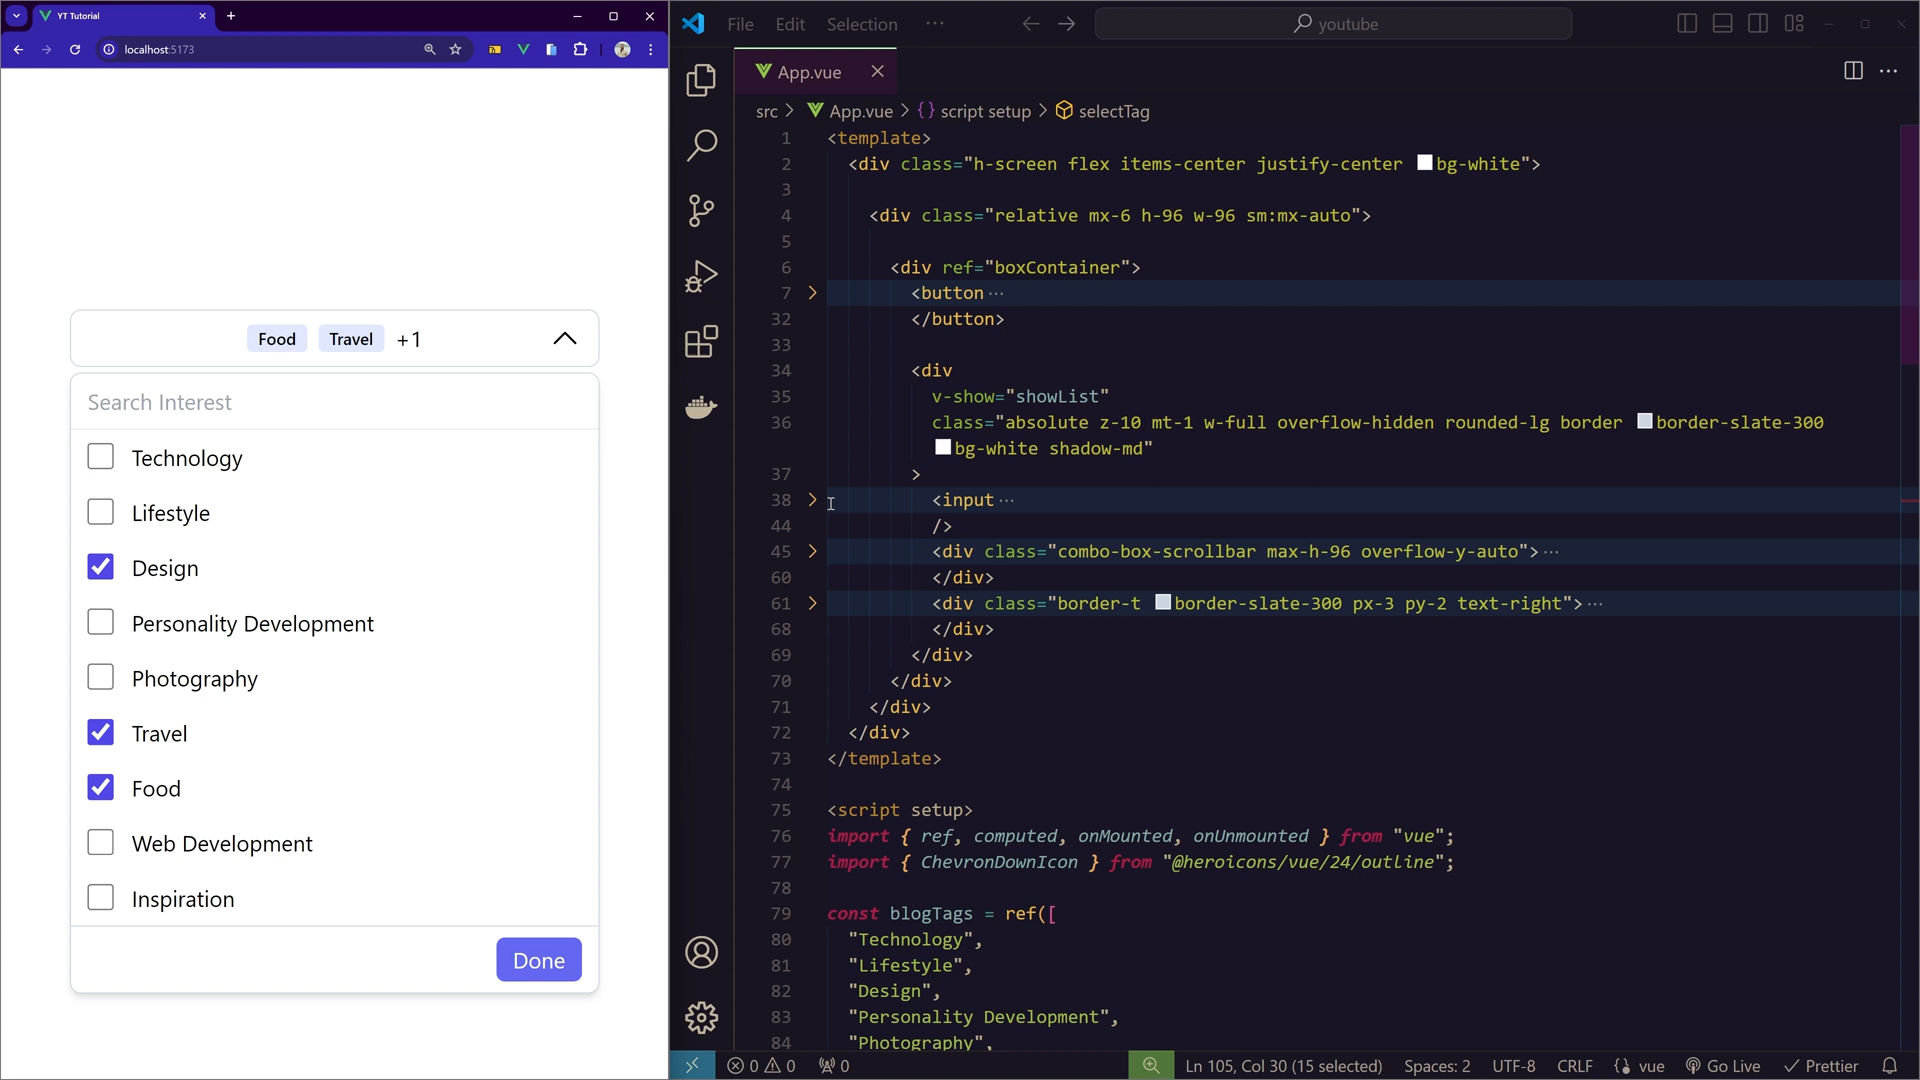 YT Tutorial
localhost:5173
Food Travel +1
Search Interest
Technology
Lifestyle
Design
Personality Development
Photography
Travel
Food
Web Development
Inspiration
Done
File Edit Selection ··· youtube
App.vue
src > App.vue > {} script setup > selectTag
1 <template>
2 <div class="h-screen flex items-center justify-center bg-white">
3
4 <div class="relative mx-6 h-96 w-96 sm:mx-auto">
5
6 <div ref="boxContainer">
7 <button ···
32 </button>
33
34 <div
35 v-show="showList"
36 class="absolute z-10 mt-1 w-full overflow-hidden rounded-lg border border-slate-300
bg-white shadow-md"
37 >
38 <input ···
44 />
45 <div class="combo-box-scrollbar max-h-96 overflow-y-auto"> ···
60 </div>
61 <div class="border-t border-slate-300 px-3 py-2 text-right"> ···
68 </div>
69 </div>
70 </div>
71 </div>
72 </div>
73 </template>
74
75 <script setup>
76 import { ref, computed, onMounted, onUnmounted } from "vue";
77 import { ChevronDownIcon } from "@heroicons/vue/24/outline";
78
79 const blogTags = ref([
80 "Technology",
81 "Lifestyle",
82 "Design",
83 "Personality Development",
84 "Photography",
0 0 0 Ln 105, Col 30 (15 selected) Spaces: 2 UTF-8 CRLF vue Go Live Prettier